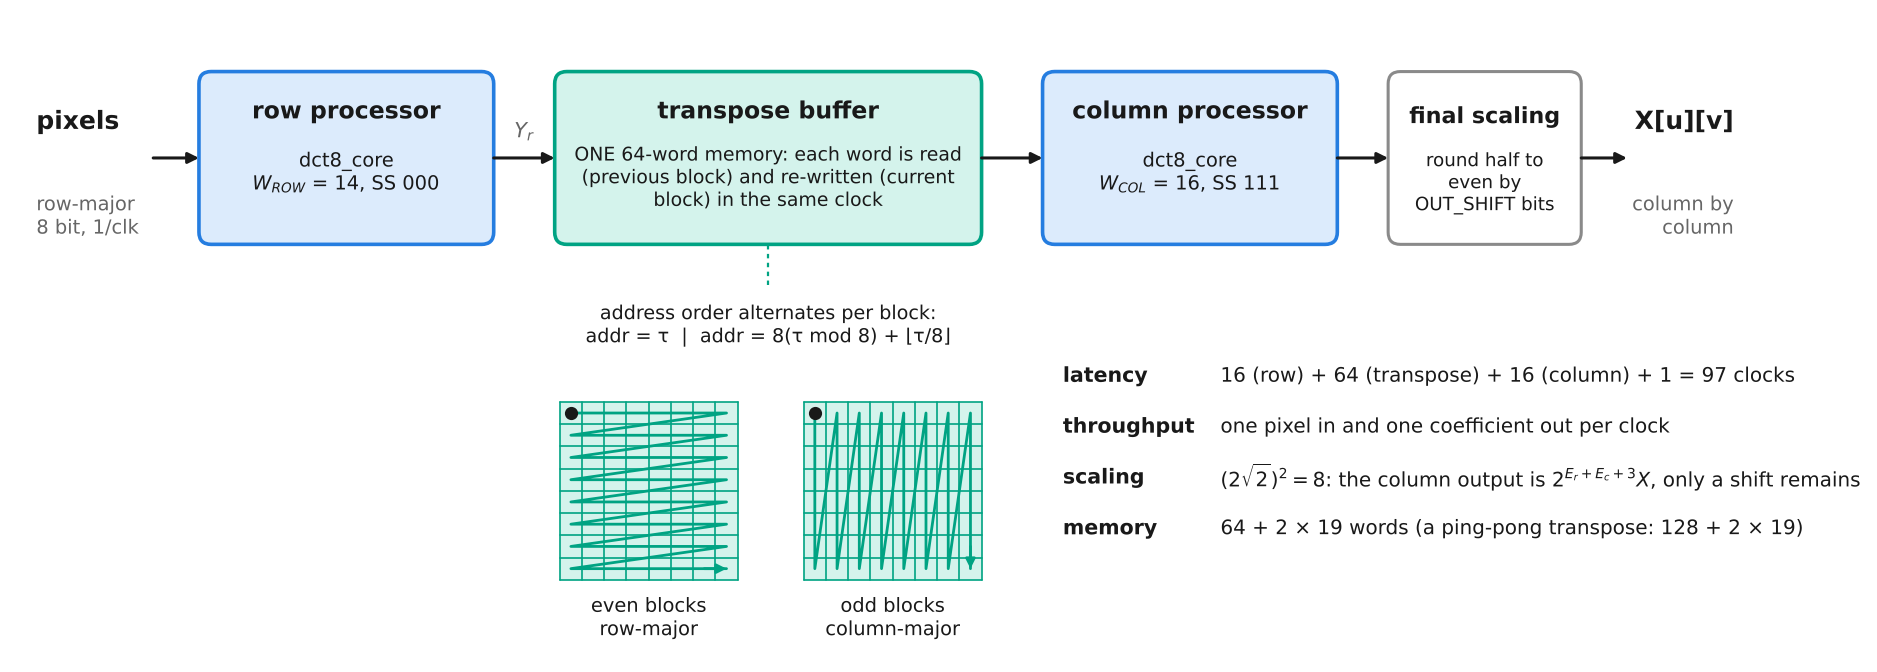 pixels
row-major
8 bit, 1/clk
row processor
dct8_core
W_ROW = 14, SS 000
Y_r
transpose buffer
ONE 64-word memory: each word is read
(previous block) and re-written (current
block) in the same clock
column processor
dct8_core
W_COL = 16, SS 111
final scaling
round half to
even by
OUT_SHIFT bits
X[u][v]
column by
column
address order alternates per block:
addr = τ | addr = 8(τ mod 8) + ⌊τ/8⌋
even blocks
row-major
odd blocks
column-major
latency 16 (row) + 64 (transpose) + 16 (column) + 1 = 97 clocks
throughput one pixel in and one coefficient out per clock
scaling (2√2)² = 8: the column output is 2^{E_r+E_c+3}X, only a shift remains
memory 64 + 2 × 19 words (a ping-pong transpose: 128 + 2 × 19)